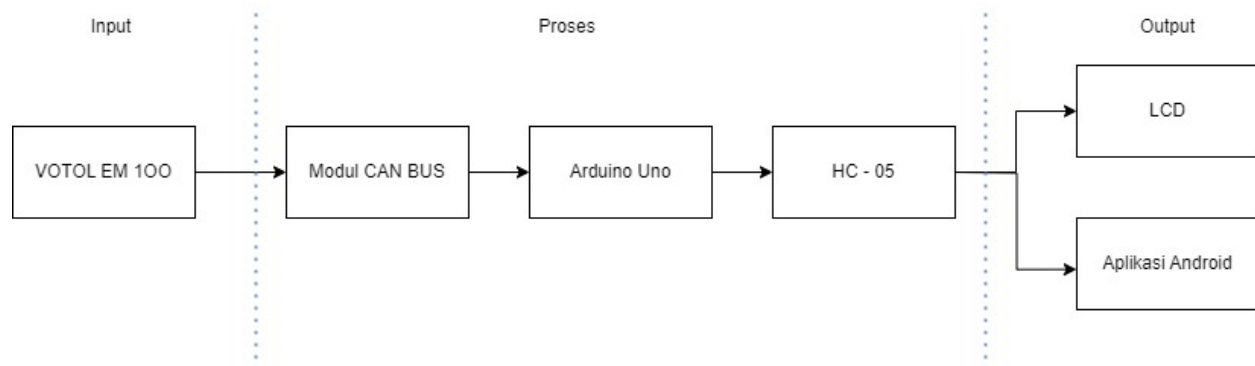 Input
Proses
Output
VOTOL EM 1OO
Modul CAN BUS
Arduino Uno
HC - 05
LCD
Aplikasi Android